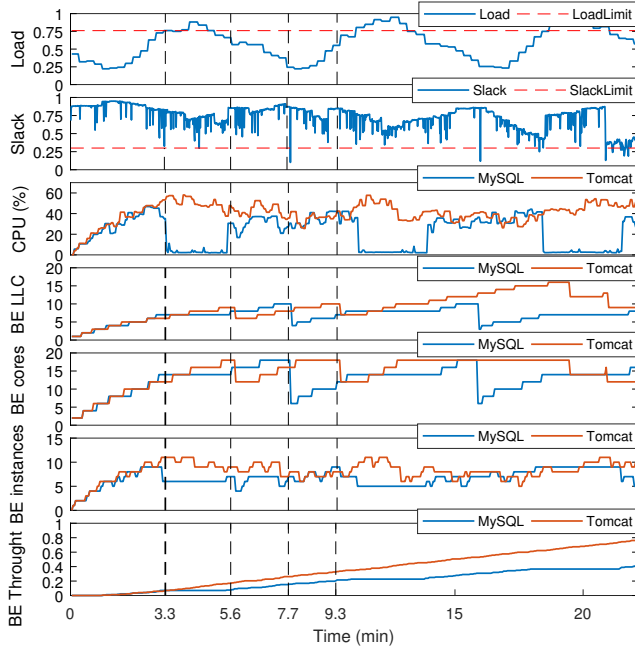 1
0.75
0.5
0.25
0
Load
Load LoadLimit
1
0.75
0.5
0.25
0
Slack
Slack SlackLimit
60
40
20
0
CPU (%)
MySQL Tomcat
20
15
10
5
0
BE LLC
MySQL Tomcat
20
15
10
5
0
BE cores
MySQL Tomcat
15
10
5
0
BE instances
MySQL Tomcat
1
0.8
0.6
0.4
0.2
0
BE Throught
MySQL Tomcat
0 3.3 5.6 7.7 9.3 15 20
Time (min)